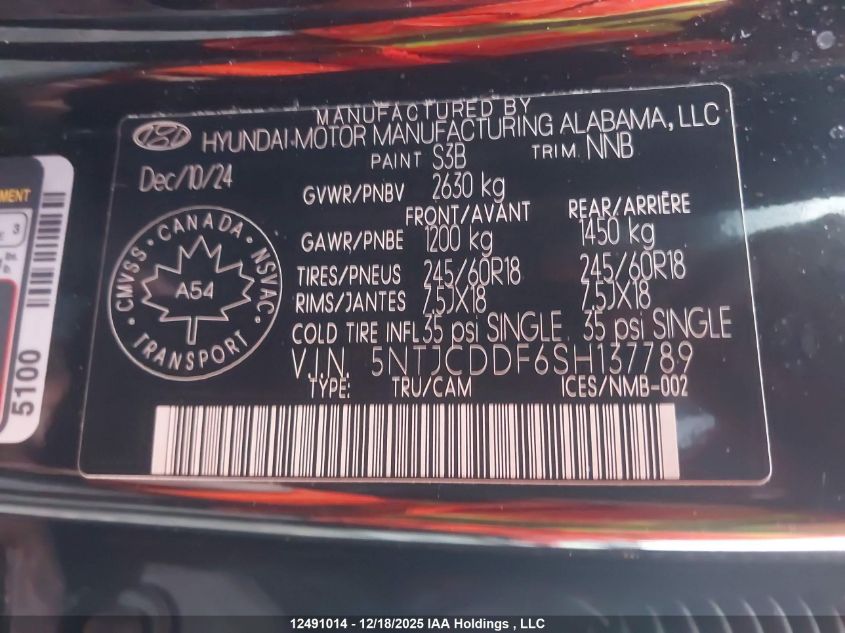 MANUFACTURED BY
HYUNDAI MOTOR MANUFACTURING ALABAMA, LLC
PAINT S3B TRIM NNB
Dec/10/24
GVWR/PNBV 2630 kg
FRONT/AVANT REAR/ARRIÈRE
GAWR/PNBE 1200 kg 1450 kg
TIRES/PNEUS 245/60R18 245/60R18
RIMS/JANTES 7,5JX18 7,5JX18
COLD TIRE INFL 35 psi SINGLE 35 psi SINGLE
V.I.N. 5NTJCDDF6SH137789
TYPE: TRU/CAM ICES/NMB-002
CANADA
CMVSS · NSVAC
A54
TRANSPORT
MENT
3
5100
12491014 - 12/18/2025 IAA Holdings , LLC